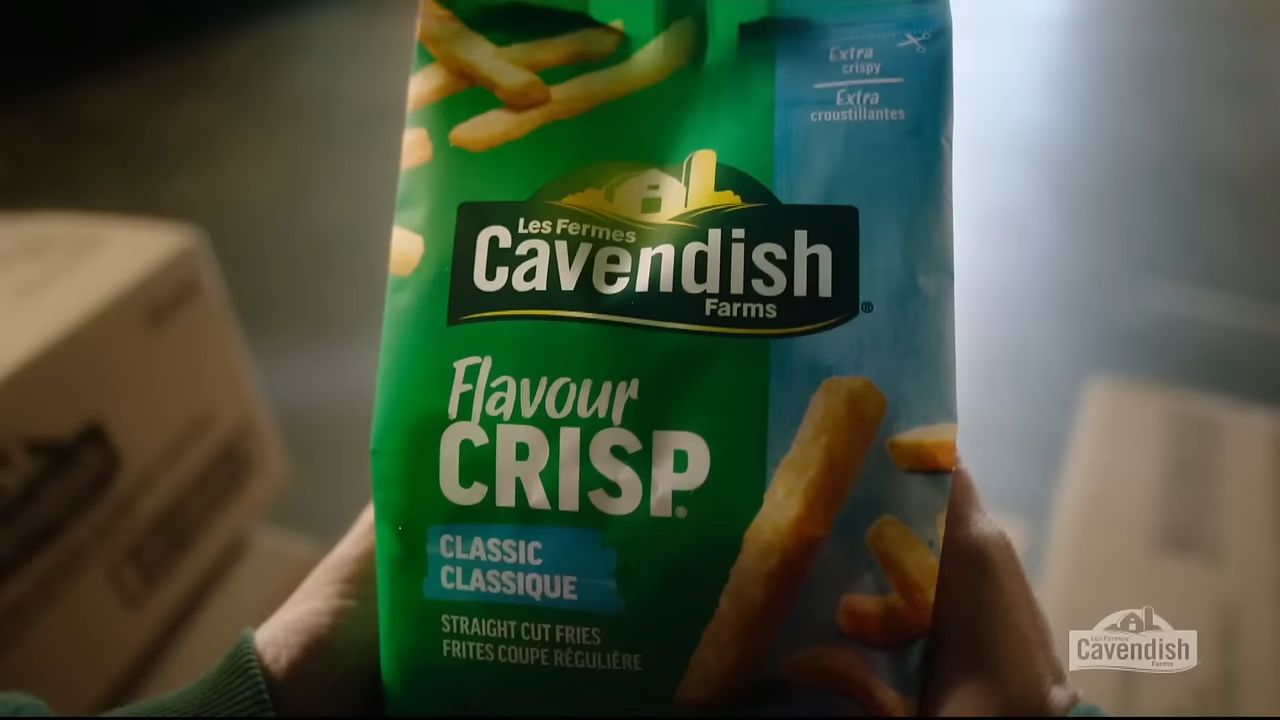 Extra
crispy
Extra
croustillantes
Les Fermes
Cavendish
Farms
®
Flavour
CRISP®
CLASSIC
CLASSIQUE
STRAIGHT CUT FRIES
FRITES COUPE RÉGULIÈRE
Les Fermes
Cavendish
Farms